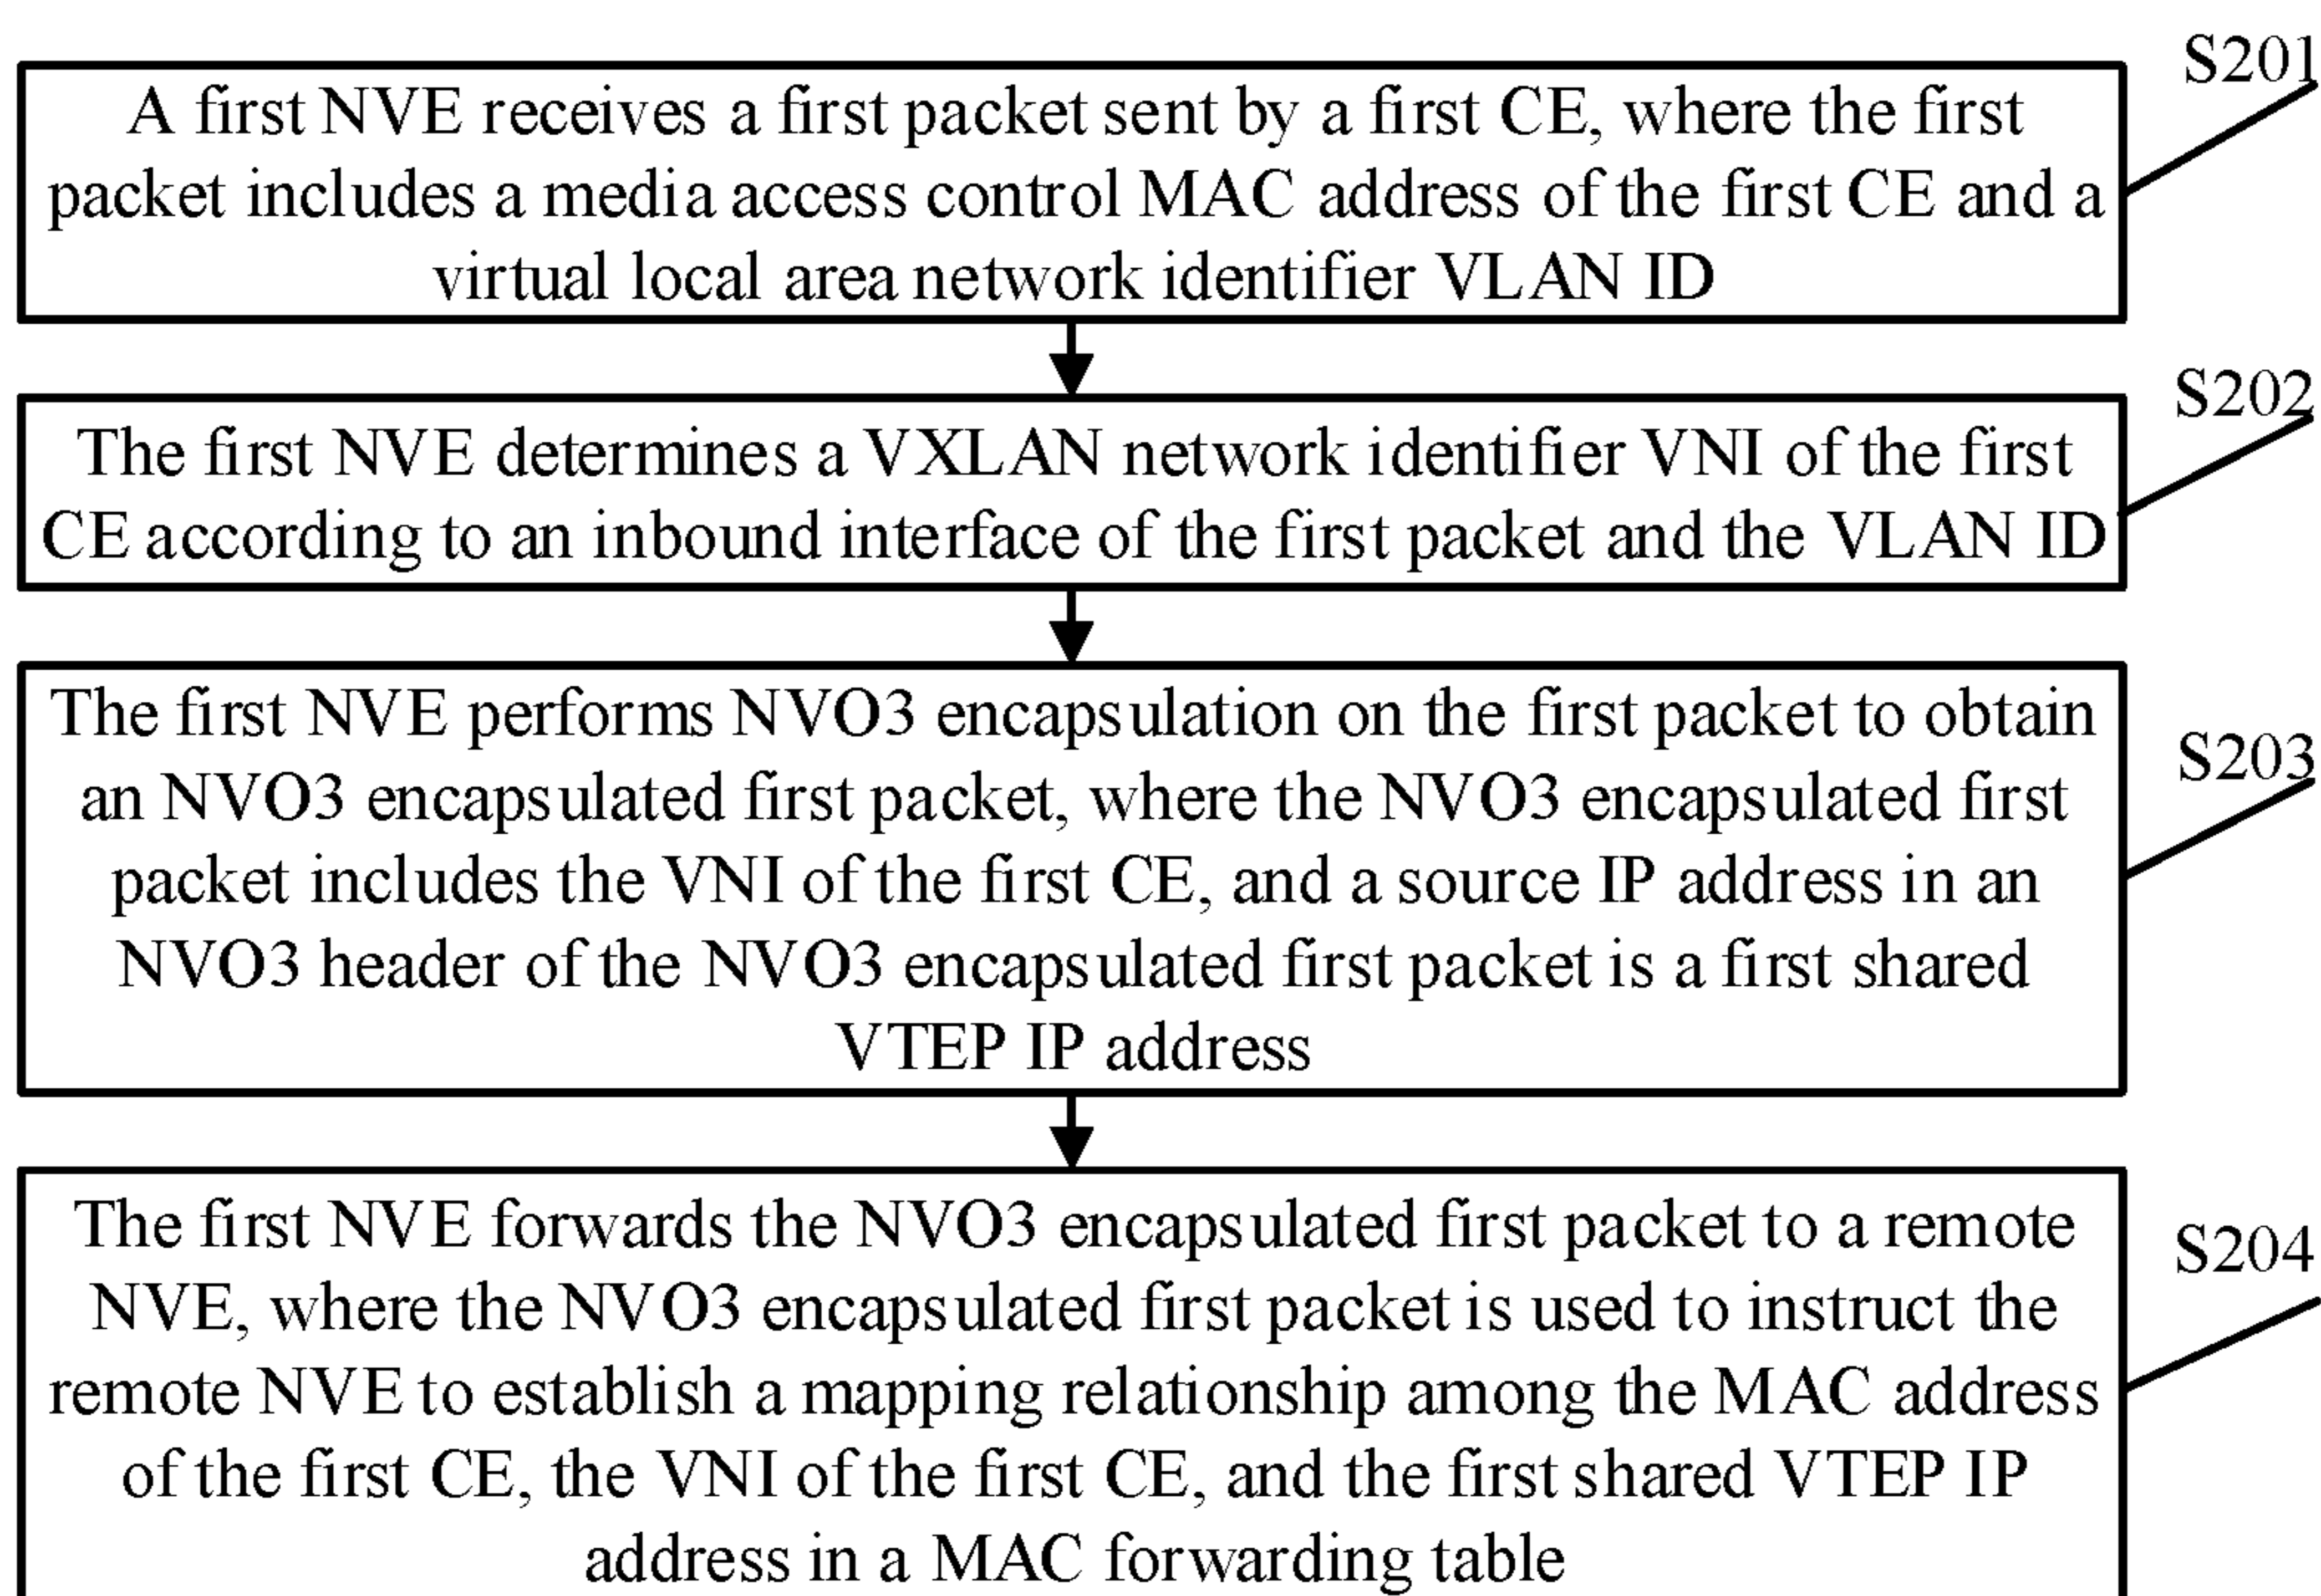 S201
A first NVE receives a first packet sent by a first CE, where the first
packet includes a media access control MAC address of the first CE and a
virtual local area network identifier VLAN ID
S202
The first NVE determines a VXLAN network identifier VNI of the first
CE according to an inbound interface of the first packet and the VLAN ID
The first NVE performs NVO3 encapsulation on the first packet to obtain
S203
an NVO3 encapsulated first packet, where the NVO3 encapsulated first
packet includes the VNI of the first CE, and a source IP address in an
NVO3 header of the NVO3 encapsulated first packet is a first shared
VTEP IP address
The first NVE forwards the NVO3 encapsulated first packet to a remote
S204
NVE, where the NVO3 encapsulated first packet is used to instruct the
remote NVE to establish a mapping relationship among the MAC address
of the first CE, the VNI of the first CE, and the first shared VTEP IP
address in a MAC forwarding table